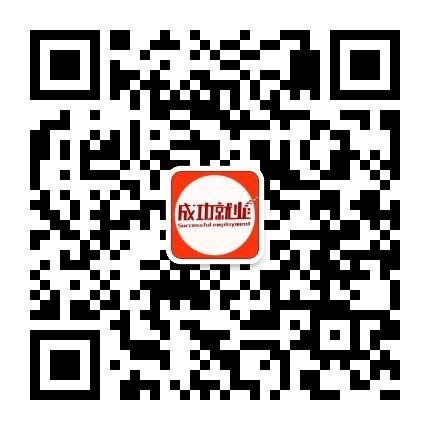 成功就业
Successful employment